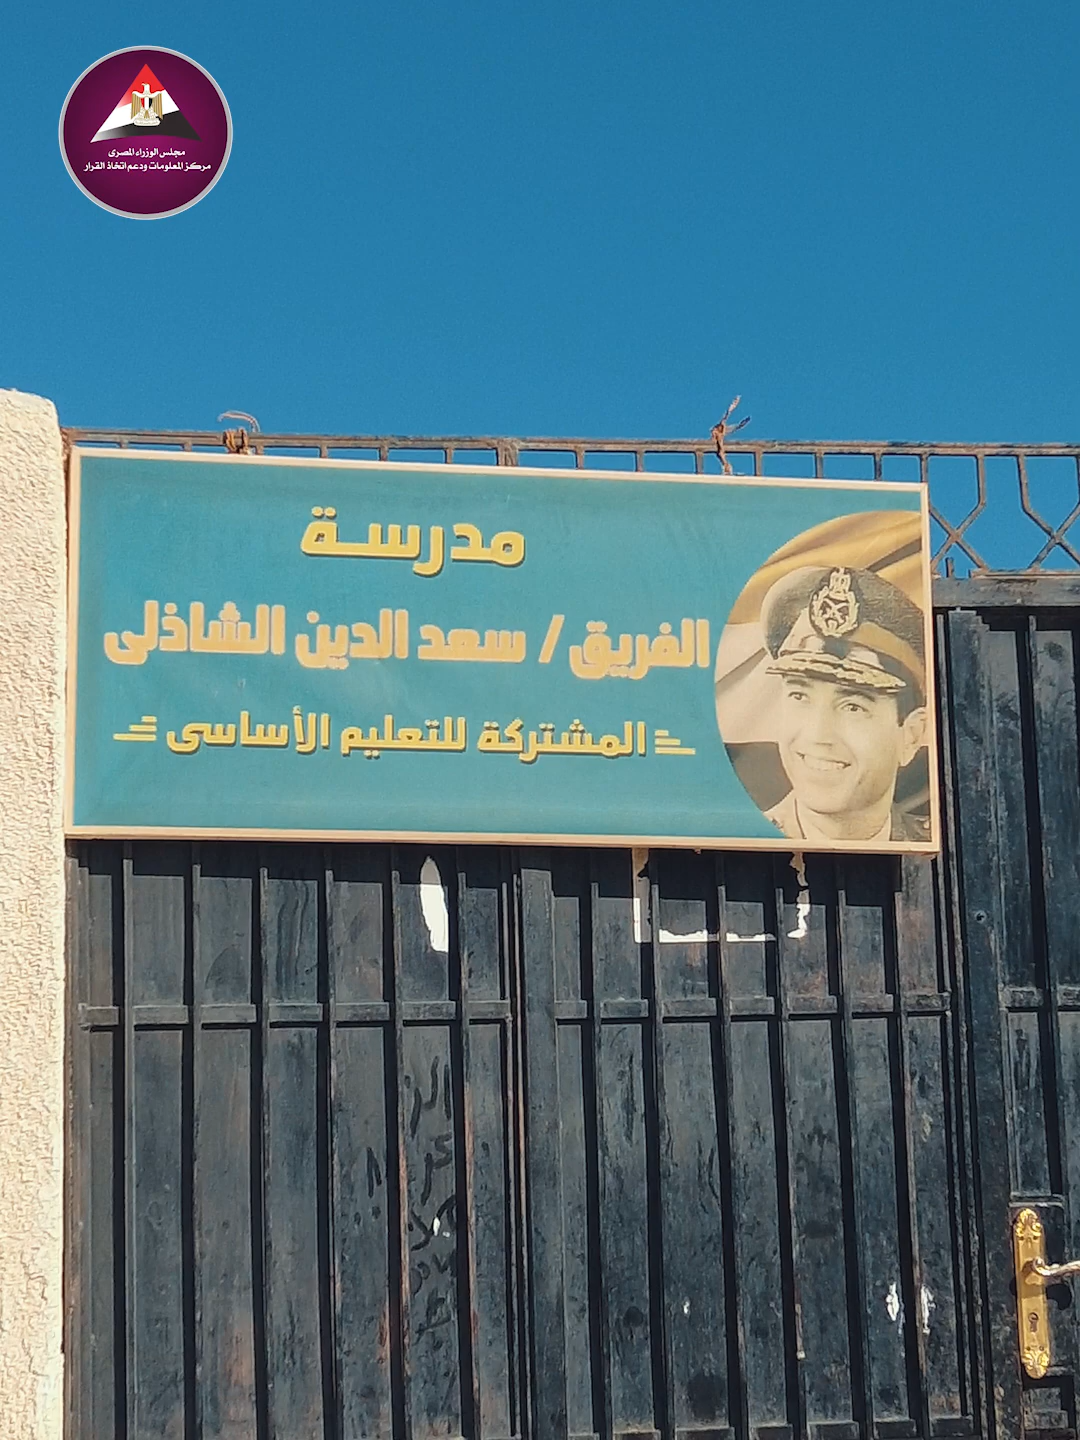 مجلس الوزراء المصرى
مركز المعلومات ودعم اتخاذ القرار
مدرسة
الفريق / سعد الدين الشاذلى
المشتركة للتعليم الأساسى